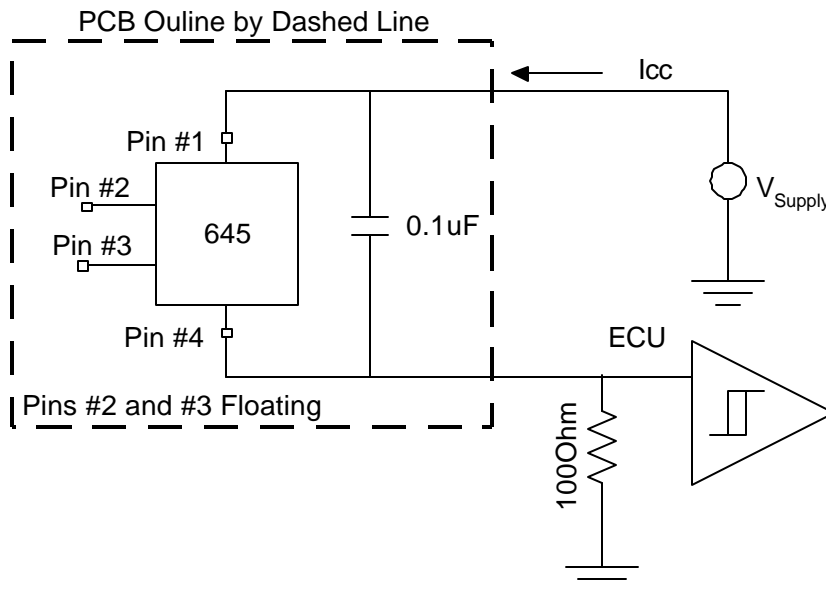 PCB Ouline by Dashed Line
Icc
Pin #1
Pin #2
V Supply
645
0.1uF
Pin #3
Pin #4
ECU
Pins #2 and #3 Floating
100Ohm